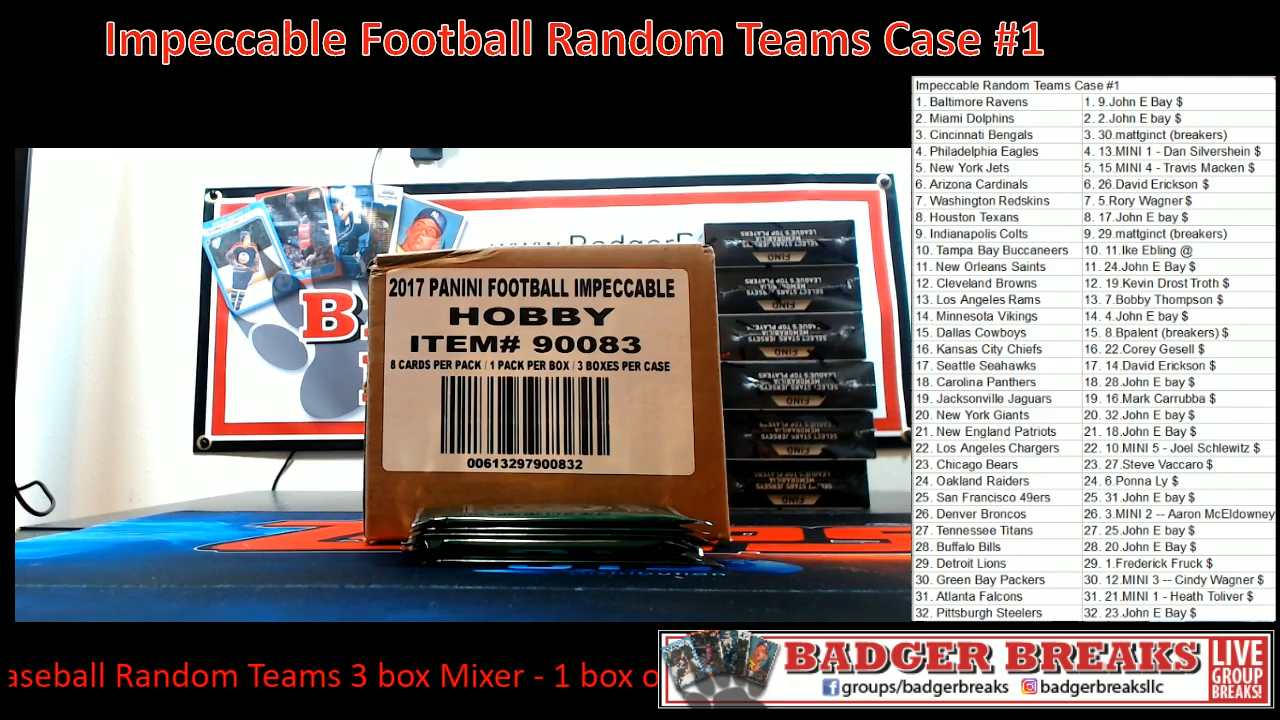 Impeccable Football Random Teams Case #1
Impeccable Random Teams Case #1
1. Baltimore Ravens 1. 9.John E Bay $
2. Miami Dolphins 2. 2.John E bay $
3. Cincinnati Bengals 3. 30.mattginct (breakers)
4. Philadelphia Eagles 4. 13.MINI 1 - Dan Silvershein $
5. New York Jets 5. 15.MINI 4 - Travis Macken $
6. Arizona Cardinals 6. 26.David Erickson $
7. Washington Redskins 7. 5.Rory Wagner $
8. Houston Texans 8. 17.John E bay $
9. Indianapolis Colts 9. 29.mattginct (breakers)
10. Tampa Bay Buccaneers 10. 11.Ike Ebling @
11. New Orleans Saints 11. 24.John E Bay $
12. Cleveland Browns 12. 19.Kevin Drost Troth $
13. Los Angeles Rams 13. 7.Bobby Thompson $
14. Minnesota Vikings 14. 4.John E bay $
15. Dallas Cowboys 15. 8.Bpalent (breakers) $
16. Kansas City Chiefs 16. 22.Corey Gesell $
17. Seattle Seahawks 17. 14.David Erickson $
18. Carolina Panthers 18. 28.John E bay $
19. Jacksonville Jaguars 19. 16.Mark Carrubba $
20. New York Giants 20. 32.John E bay $
21. New England Patriots 21. 18.John E Bay $
22. Los Angeles Chargers 22. 10.MINI 5 - Joel Schlewitz $
23. Chicago Bears 23. 27.Steve Vaccaro $
24. Oakland Raiders 24. 6.Ponna Ly $
25. San Francisco 49ers 25. 31.John E bay $
26. Denver Broncos 26. 3.MINI 2 -- Aaron McEldowney
27. Tennessee Titans 27. 25.John E bay $
28. Buffalo Bills 28. 20.John E Bay $
29. Detroit Lions 29. 1.Frederick Fruck $
30. Green Bay Packers 30. 12.MINI 3 -- Cindy Wagner $
31. Atlanta Falcons 31. 21.MINI 1 - Heath Toliver $
32. Pittsburgh Steelers 32. 23.John E Bay $
www.Badger
B
2017 PANINI FOOTBALL IMPECCABLE
HOBBY
ITEM# 90083
8 CARDS PER PACK / 1 PACK PER BOX / 3 BOXES PER CASE
00613297900832
FIND
SELECT STARS JERSEYS
MEMORABILIA
LEAGUE'S TOP PLAYERS
FIND
FIND
FIND
FIND
FIND
aseball Random Teams 3 box Mixer - 1 box o
BADGER BREAKS
groups/badgerbreaks badgerbreaksllc
LIVE
GROUP
BREAKS!